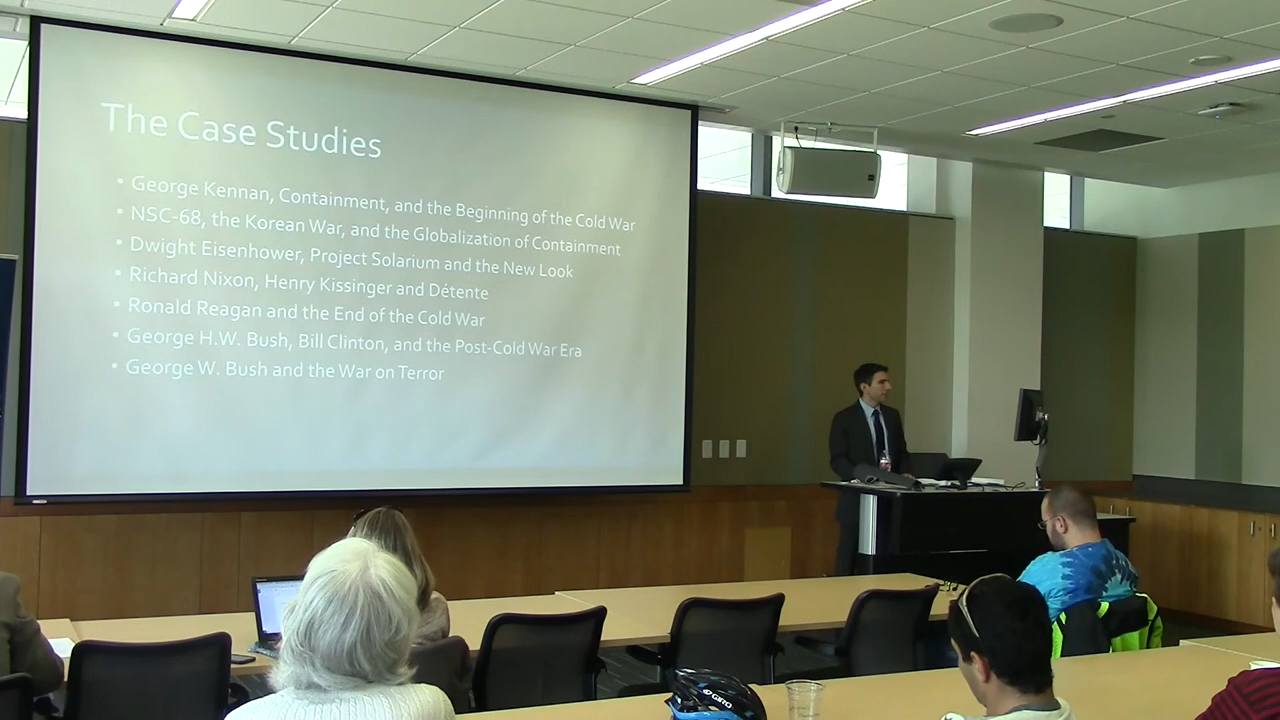 The Case Studies
• George Kennan, Containment, and the Beginning of the Cold War
• NSC-68, the Korean War, and the Globalization of Containment
• Dwight Eisenhower, Project Solarium and the New Look
• Richard Nixon, Henry Kissinger and Détente
• Ronald Reagan and the End of the Cold War
• George H.W. Bush, Bill Clinton, and the Post-Cold War Era
• George W. Bush and the War on Terror
GIRO